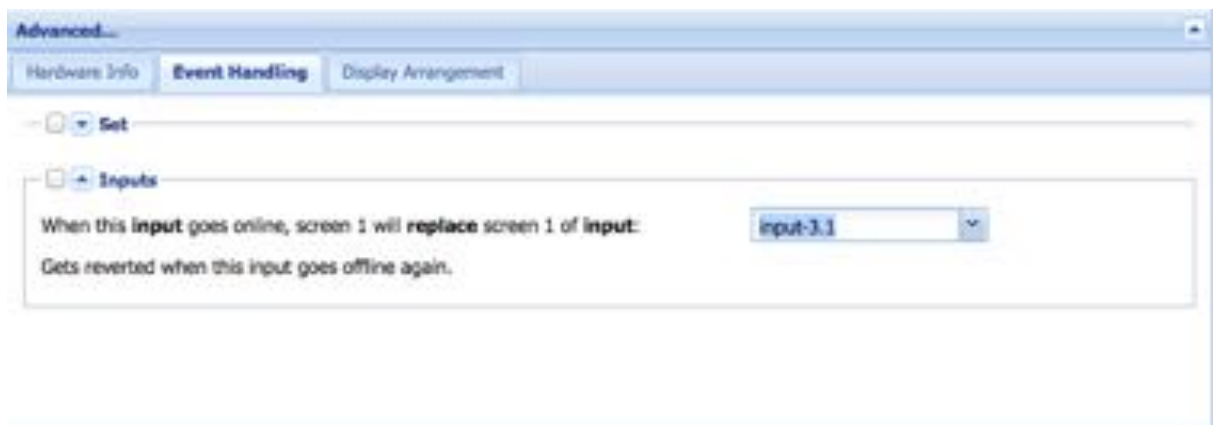 Advanced...
Hardware Info Event Handling Display Arrangement
Set
Inputs
When this input goes online, screen 1 will replace screen 1 of input: input-3.1
Gets reverted when this input goes offline again.